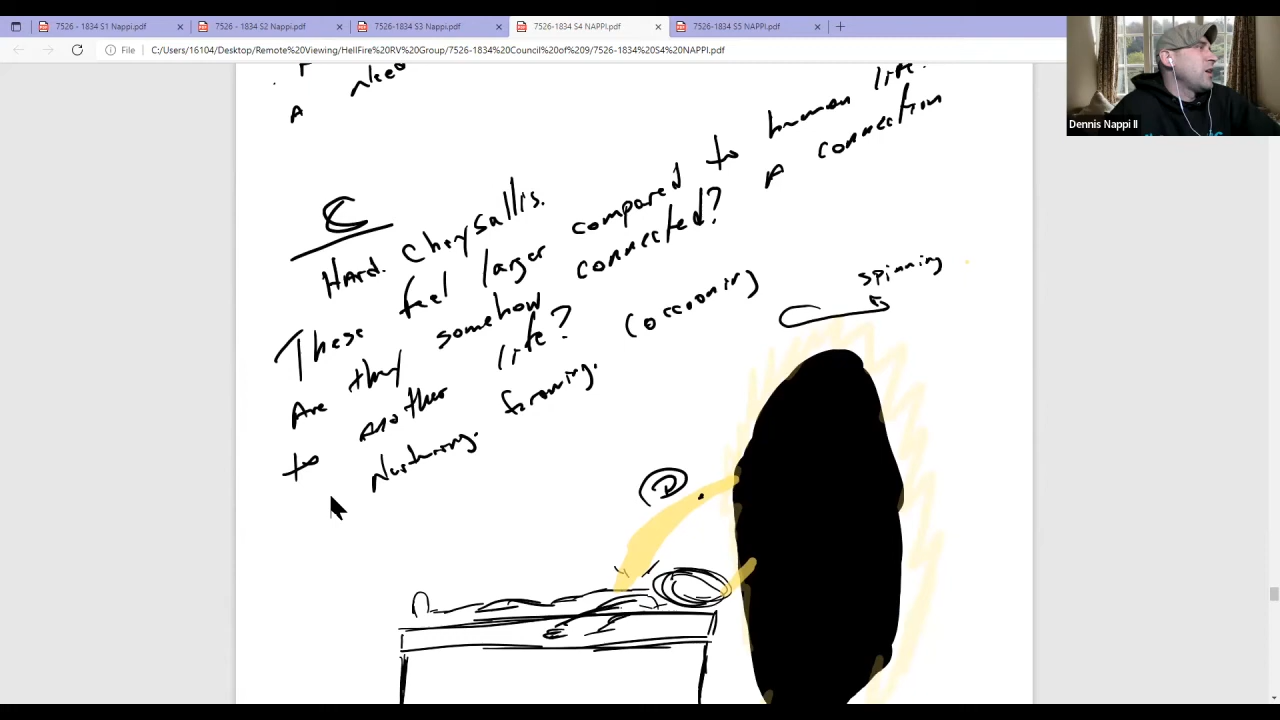 7526 - 1834 S1 Nappi.pdf
7526 - 1834 S2 Nappi.pdf
7526-1834 S3 Nappi.pdf
7526-1834 S4 NAPPI.pdf
7526-1834 S5 NAPPI.pdf
File
C:/Users/16104/Desktop/Remote%20Viewing/HellFire%20RV%20Group/7526-1834%20Council%20of%209/7526-1834%20S4%20NAPPI.pdf
Dennis Nappi II
A need
C
Hard. Chrysallis.
These feel larger compared to human life.
Are they somehow connected? A connection
to another life?
A Nurturing. forming. Coccooning
spinning
D.